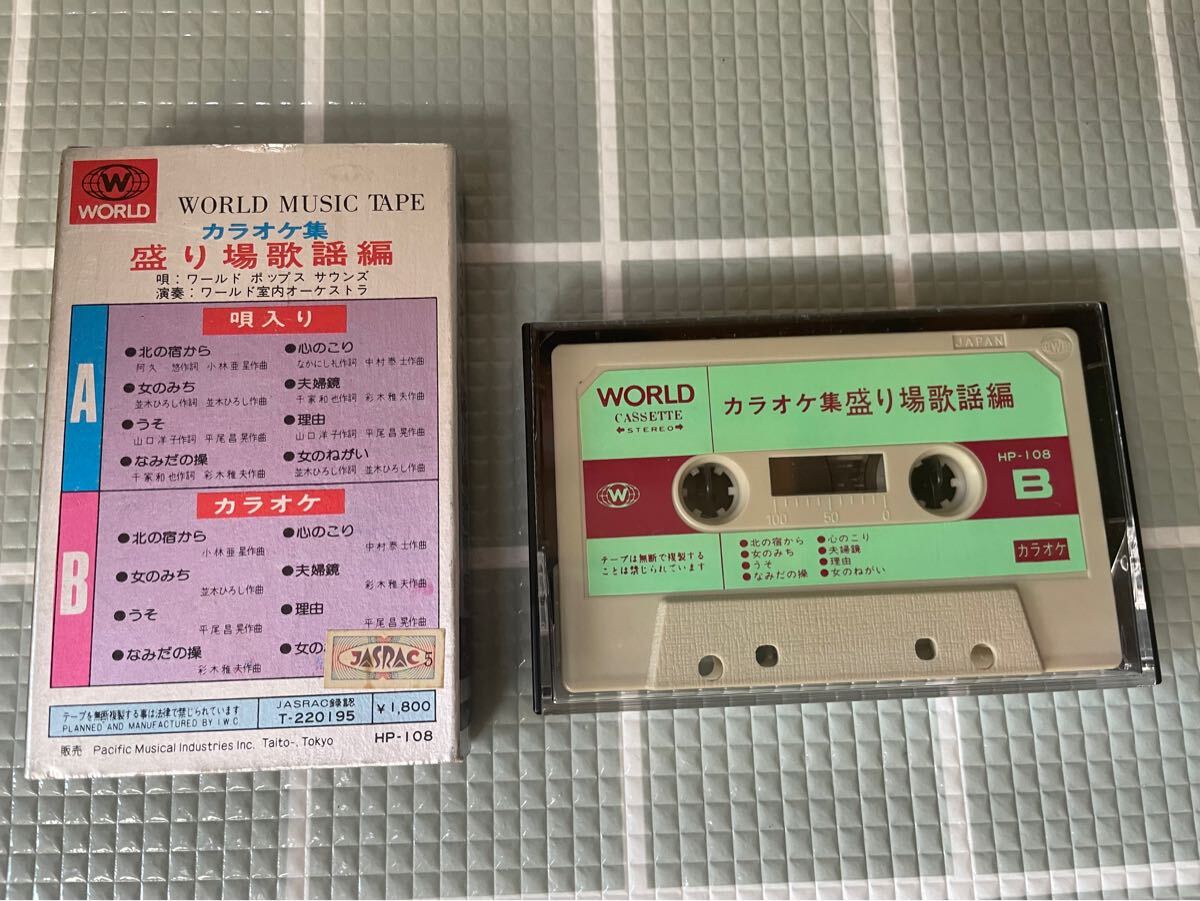 W
WORLD
WORLD MUSIC TAPE
カラオケ集
盛り場歌謡編
唄：ワールド ポップス サウンズ
演奏：ワールド室内オーケストラ
A
唄入り
●北の宿から
阿久 悠作詞 小林亜星作曲
●女のみち
並木ひろし作詞 並木ひろし作曲
●うそ
山口洋子作詞 平尾昌晃作曲
●なみだの操
千家和也作詞 彩木雅夫作曲
●心のこり
なかにし礼作詞 中村泰士作曲
●夫婦鏡
千家和也作詞 彩木雅夫作曲
●理由
山口洋子作詞 平尾昌晃作曲
●女のねがい
並木ひろし作詞 並木ひろし作曲
B
カラオケ
●北の宿から
小林亜星作曲
●女のみち
並木ひろし作曲
●うそ
平尾昌晃作曲
●なみだの操
彩木雅夫作曲
●心のこり
中村泰士作曲
●夫婦鏡
彩木雅夫作曲
●理由
平尾昌晃作曲
●女の
JASRAC 5
テープを無断複製する事は法律で禁じられています
PLANNED AND MANUFACTURED BY I.W.C
JASRAC録認
T-220195
¥1,800
販売 Pacific Musical Industries Inc. Taito-, Tokyo
HP-108
JAPAN
WORLD
CASSETTE
←STEREO→
カラオケ集盛り場歌謡編
HP-108
B
W
100 50 0
テープは無断で複製する
ことは禁じられています
●北の宿から
●女のみち
●うそ
●なみだの操
●心のこり
●夫婦鏡
●理由
●女のねがい
カラオケ